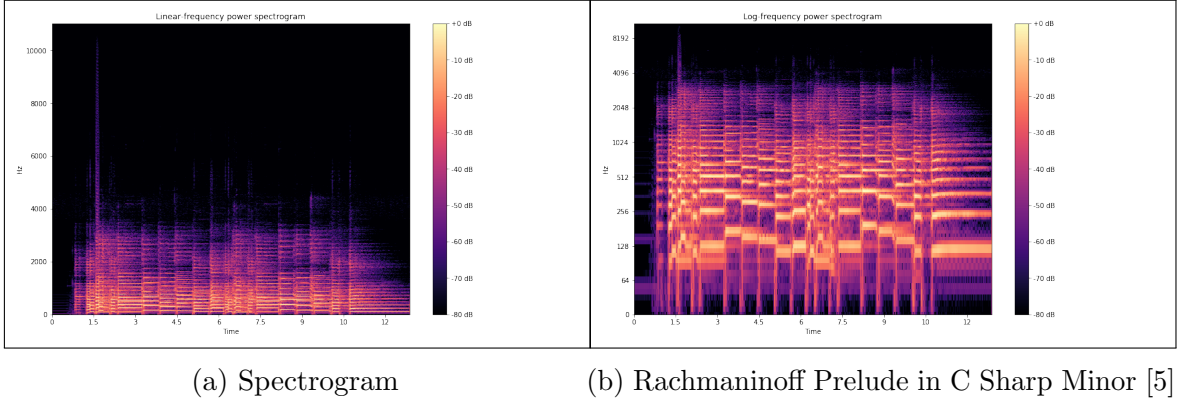 Linear-frequency power spectrogram
10000
8000
6000
4000
2000
0
Hz
0 1.5 3 4.5 6 7.5 9 10 12
Time
+0 dB
-10 dB
-20 dB
-30 dB
-40 dB
-50 dB
-60 dB
-70 dB
-80 dB
Log-frequency power spectrogram
8192
4096
2048
1024
512
256
128
64
0
Hz
0 1.5 3 4.5 6 7.5 9 10 12
Time
+0 dB
-10 dB
-20 dB
-30 dB
-40 dB
-50 dB
-60 dB
-70 dB
-80 dB
(a) Spectrogram
(b) Rachmaninoff Prelude in C Sharp Minor [5]